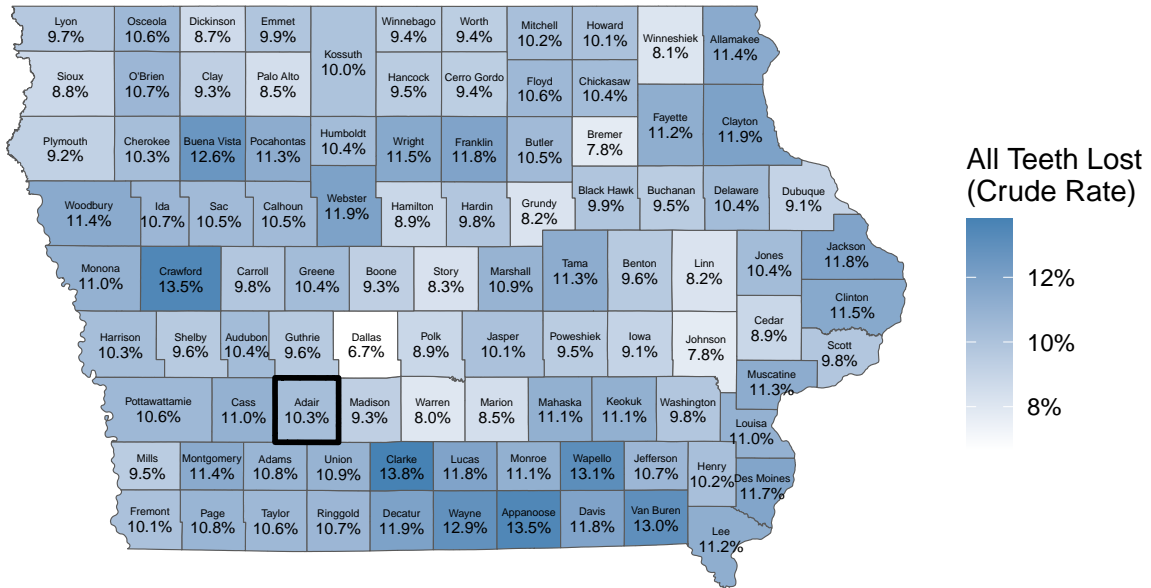 Lyon
9.7%
Osceola
10.6%
Dickinson
8.7%
Emmet
9.9%
Kossuth
10.0%
Winnebago
9.4%
Worth
9.4%
Mitchell
10.2%
Howard
10.1%
Winneshiek
8.1%
Allamakee
11.4%
Sioux
8.8%
O'Brien
10.7%
Clay
9.3%
Palo Alto
8.5%
Hancock
9.5%
Cerro Gordo
9.4%
Floyd
10.6%
Chickasaw
10.4%
Fayette
11.2%
Clayton
11.9%
Plymouth
9.2%
Cherokee
10.3%
Buena Vista
12.6%
Pocahontas
11.3%
Humboldt
10.4%
Wright
11.5%
Franklin
11.8%
Butler
10.5%
Bremer
7.8%
Woodbury
11.4%
Ida
10.7%
Sac
10.5%
Calhoun
10.5%
Webster
11.9%
Hamilton
8.9%
Hardin
9.8%
Grundy
8.2%
Black Hawk
9.9%
Buchanan
9.5%
Delaware
10.4%
Dubuque
9.1%
Monona
11.0%
Crawford
13.5%
Carroll
9.8%
Greene
10.4%
Boone
9.3%
Story
8.3%
Marshall
10.9%
Tama
11.3%
Benton
9.6%
Linn
8.2%
Jones
10.4%
Jackson
11.8%
Clinton
11.5%
Harrison
10.3%
Shelby
9.6%
Audubon
10.4%
Guthrie
9.6%
Dallas
6.7%
Polk
8.9%
Jasper
10.1%
Poweshiek
9.5%
Iowa
9.1%
Johnson
7.8%
Cedar
8.9%
Scott
9.8%
Muscatine
11.3%
Pottawattamie
10.6%
Cass
11.0%
Adair
10.3%
Madison
9.3%
Warren
8.0%
Marion
8.5%
Mahaska
11.1%
Keokuk
11.1%
Washington
9.8%
Louisa
11.0%
Mills
9.5%
Montgomery
11.4%
Adams
10.8%
Union
10.9%
Clarke
13.8%
Lucas
11.8%
Monroe
11.1%
Wapello
13.1%
Jefferson
10.7%
Henry
10.2%
Des Moines
11.7%
Fremont
10.1%
Page
10.8%
Taylor
10.6%
Ringgold
10.7%
Decatur
11.9%
Wayne
12.9%
Appanoose
13.5%
Davis
11.8%
Van Buren
13.0%
Lee
11.2%
All Teeth Lost
(Crude Rate)
12%
10%
8%